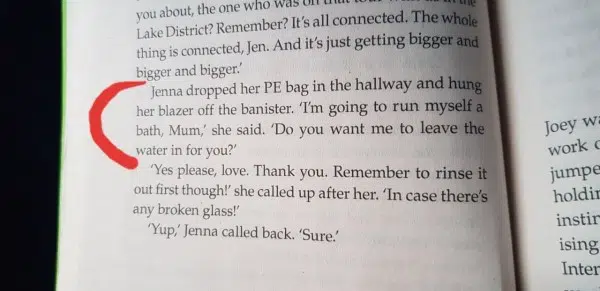 you about, the one who was on
Lake District? Remember? It's all connected. The whole
thing is connected, Jen. And it's just getting bigger and
bigger and bigger.'
Jenna dropped her PE bag in the hallway and hung
her blazer off the banister. 'I'm going to run myself a
bath, Mum,' she said. 'Do you want me to leave the
water in for you?'
'Yes please, love. Thank you. Remember to rinse it
out first though!' she called up after her. 'In case there's
any broken glass!'
'Yup,' Jenna called back. 'Sure.'
Joey
work
jumpe
holdin
instin
ising
Inter